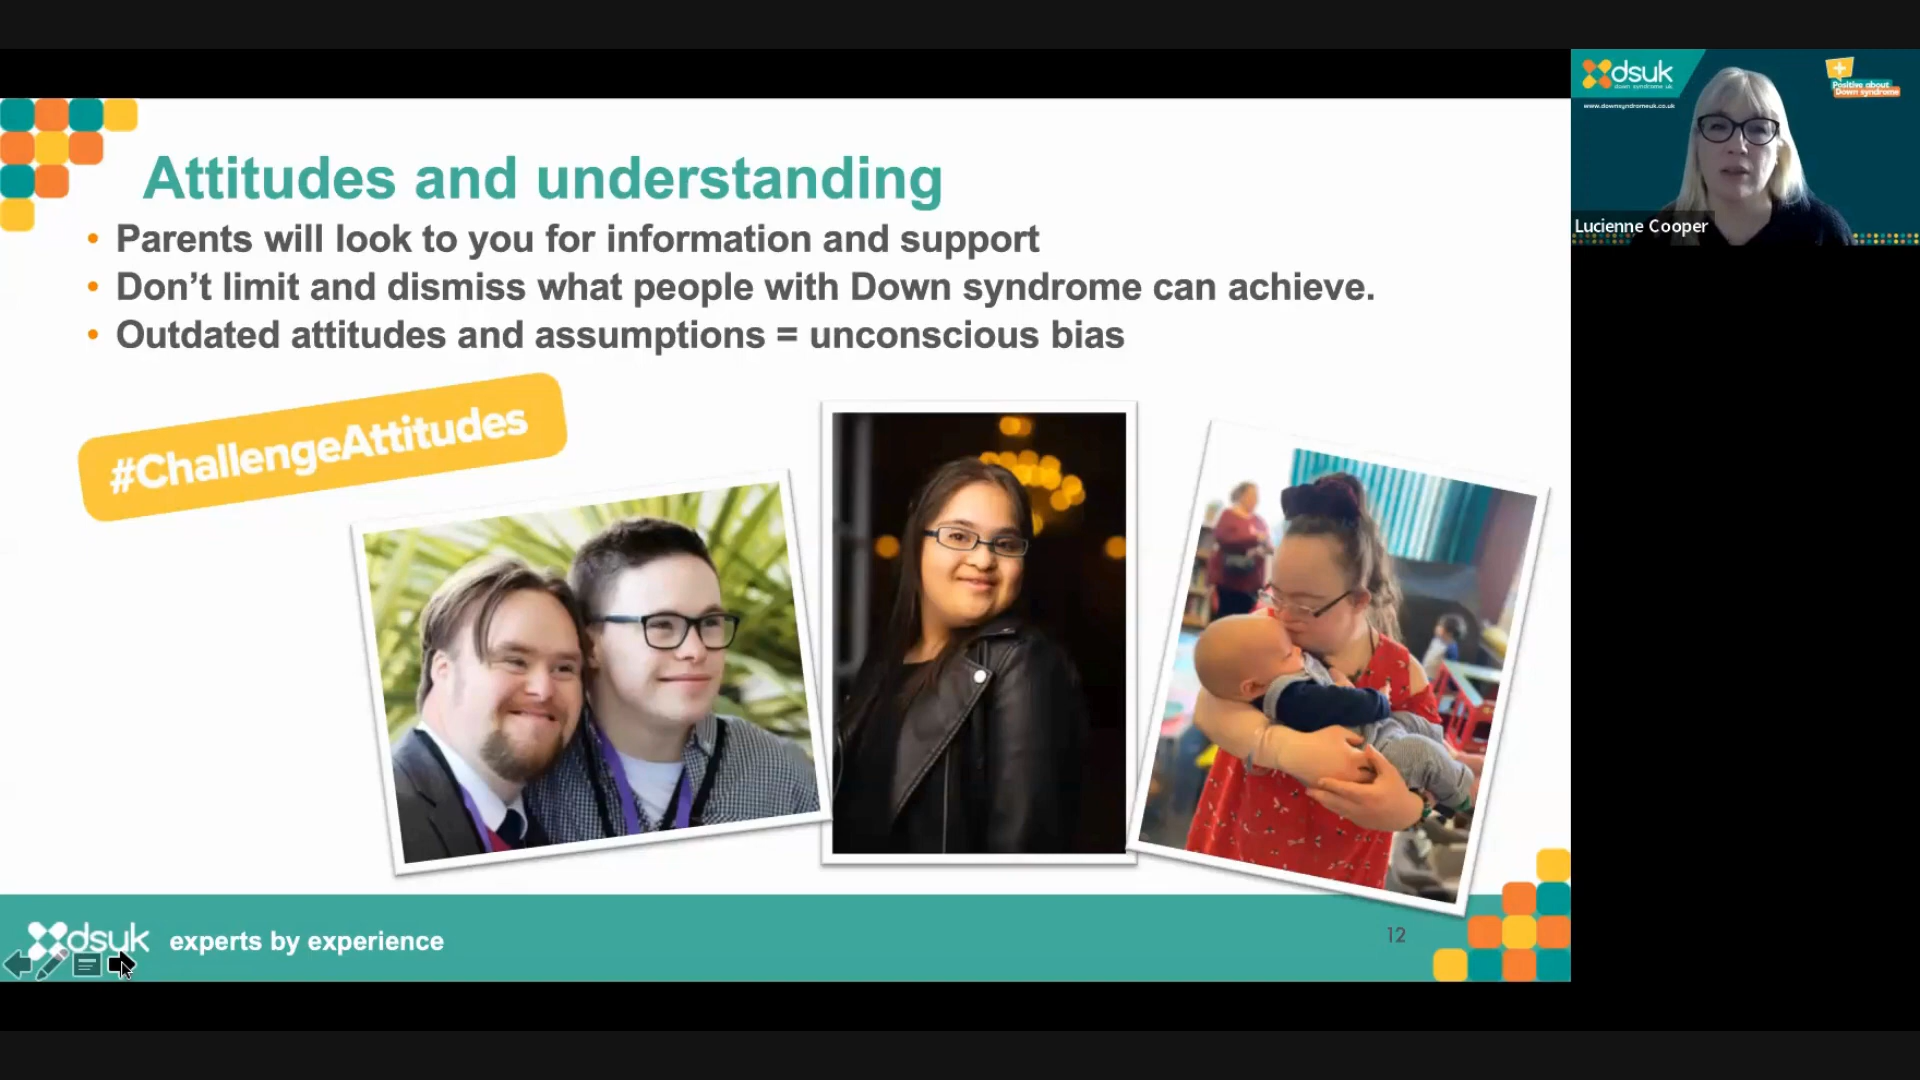 Attitudes and understanding
• Parents will look to you for information and support
• Don’t limit and dismiss what people with Down syndrome can achieve.
• Outdated attitudes and assumptions = unconscious bias
#ChallengeAttitudes
dsuk experts by experience
12
dsuk
down syndrome uk
www.downsyndromeuk.co.uk
Positive about
Down syndrome
Lucienne Cooper